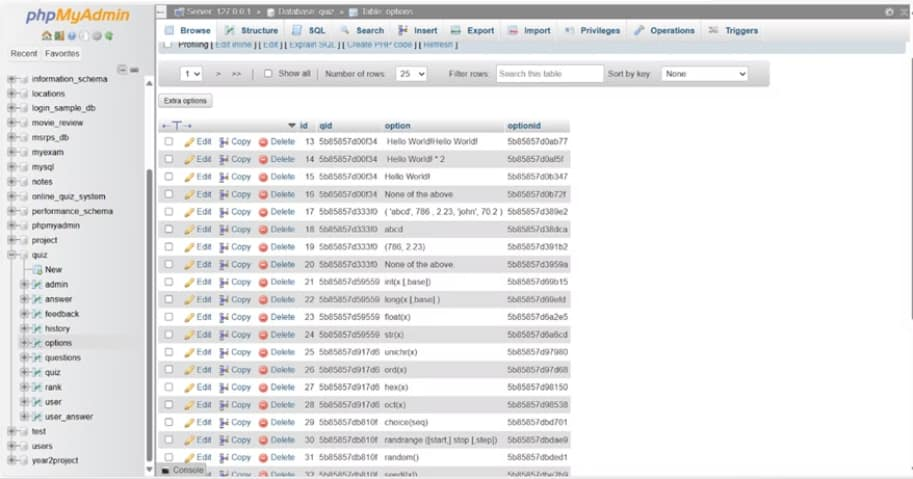 phpMyAdmin
Recent Favorites
information_schema
locations
login_sample_db
movie_review
msrps_db
myexam
mysql
notes
online_quiz_system
performance_schema
phpmyadmin
project
quiz
New
admin
answer
feedback
history
options
questions
quiz
rank
user
user_answer
test
users
year2project
Server: 127.0.0.1 » Database: quiz » Table: options
Browse Structure SQL Search Insert Export Import Privileges Operations Triggers
Profiling [ Edit inline ] [ Edit ] [ Explain SQL ] [ Create PHP code ] [ Refresh ]
1 > >> Show all Number of rows: 25 Filter rows: Search this table Sort by key: None
Extra options
id qid option optionid
Edit Copy Delete 13 5b85857d00f34 Hello World!Hello World! 5b85857d0ab77
Edit Copy Delete 14 5b85857d00f34 Hello World! * 2 5b85857d0af5f
Edit Copy Delete 15 5b85857d00f34 Hello World! 5b85857d0b347
Edit Copy Delete 16 5b85857d00f34 None of the above 5b85857d0b72f
Edit Copy Delete 17 5b85857d333f0 ( 'abcd', 786 , 2.23, 'john', 70.2 ) 5b85857d389e2
Edit Copy Delete 18 5b85857d333f0 abcd 5b85857d38dca
Edit Copy Delete 19 5b85857d333f0 (786, 2.23) 5b85857d391b2
Edit Copy Delete 20 5b85857d333f0 None of the above. 5b85857d3959a
Edit Copy Delete 21 5b85857d59559 int(x [,base]) 5b85857d69b15
Edit Copy Delete 22 5b85857d59559 long(x [,base] ) 5b85857d69efd
Edit Copy Delete 23 5b85857d59559 float(x) 5b85857d6a2e5
Edit Copy Delete 24 5b85857d59559 str(x) 5b85857d6a6cd
Edit Copy Delete 25 5b85857d917d6 unichr(x) 5b85857d97980
Edit Copy Delete 26 5b85857d917d6 ord(x) 5b85857d97d68
Edit Copy Delete 27 5b85857d917d6 hex(x) 5b85857d98150
Edit Copy Delete 28 5b85857d917d6 oct(x) 5b85857d98538
Edit Copy Delete 29 5b85857db810f choice(seq) 5b85857dbd701
Edit Copy Delete 30 5b85857db810f randrange ([start,] stop [,step]) 5b85857dbdae9
Edit Copy Delete 31 5b85857db810f random() 5b85857dbded1
Console Edit Copy Delete 32 5b85857db810f seed([x])